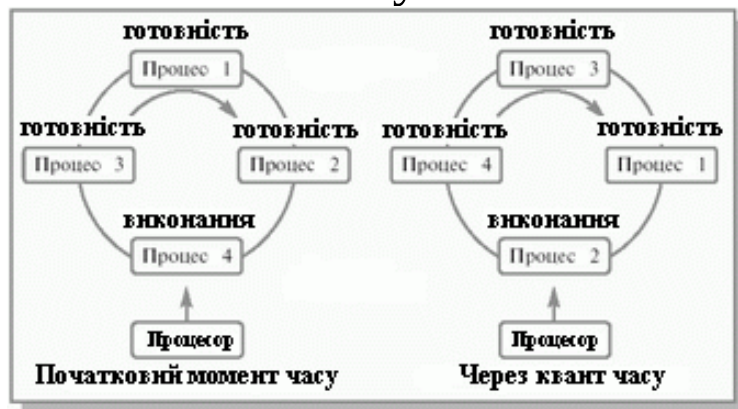 готовність
Процес 1
готовність
готовність
Процес 3
Процес 2
виконання
Процес 4
Процесор
Початковий момент часу
готовність
Процес 3
готовність
готовність
Процес 4
Процес 1
виконання
Процес 2
Процесор
Через квант часу